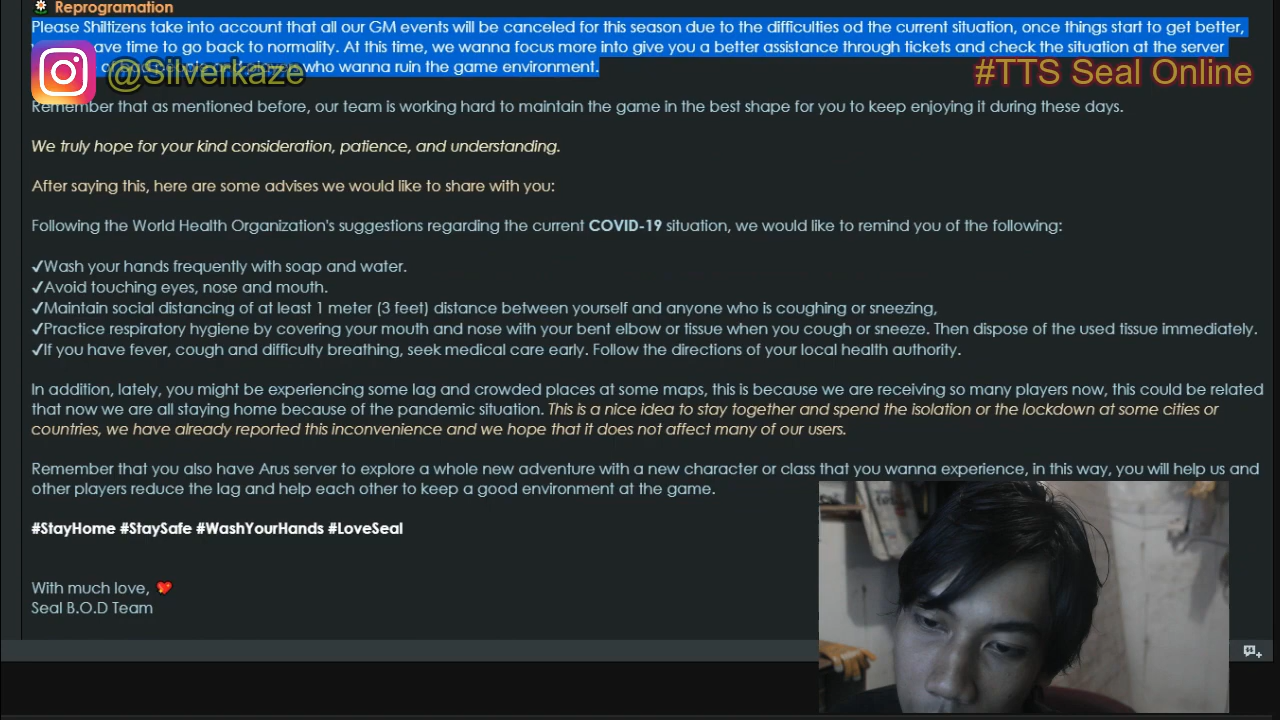 Reprogramation
Please Shiltizens take into account that all our GM events will be canceled for this season due to the difficulties od the current situation, once things start to get better,
ave time to go back to normality. At this time, we wanna focus more into give you a better assistance through tickets and check the situation at the server
who wanna ruin the game environment.
@Silverkaze
#TTS Seal Online
Remember that as mentioned before, our team is working hard to maintain the game in the best shape for you to keep enjoying it during these days.
We truly hope for your kind consideration, patience, and understanding.
After saying this, here are some advises we would like to share with you:
Following the World Health Organization's suggestions regarding the current COVID-19 situation, we would like to remind you of the following:
✓Wash your hands frequently with soap and water.
✓Avoid touching eyes, nose and mouth.
✓Maintain social distancing of at least 1 meter (3 feet) distance between yourself and anyone who is coughing or sneezing,
✓Practice respiratory hygiene by covering your mouth and nose with your bent elbow or tissue when you cough or sneeze. Then dispose of the used tissue immediately.
✓If you have fever, cough and difficulty breathing, seek medical care early. Follow the directions of your local health authority.
In addition, lately, you might be experiencing some lag and crowded places at some maps, this is because we are receiving so many players now, this could be related
that now we are all staying home because of the pandemic situation. This is a nice idea to stay together and spend the isolation or the lockdown at some cities or
countries, we have already reported this inconvenience and we hope that it does not affect many of our users.
Remember that you also have Arus server to explore a whole new adventure with a new character or class that you wanna experience, in this way, you will help us and
other players reduce the lag and help each other to keep a good environment at the game.
#StayHome #StaySafe #WashYourHands #LoveSeal
With much love,
Seal B.O.D Team